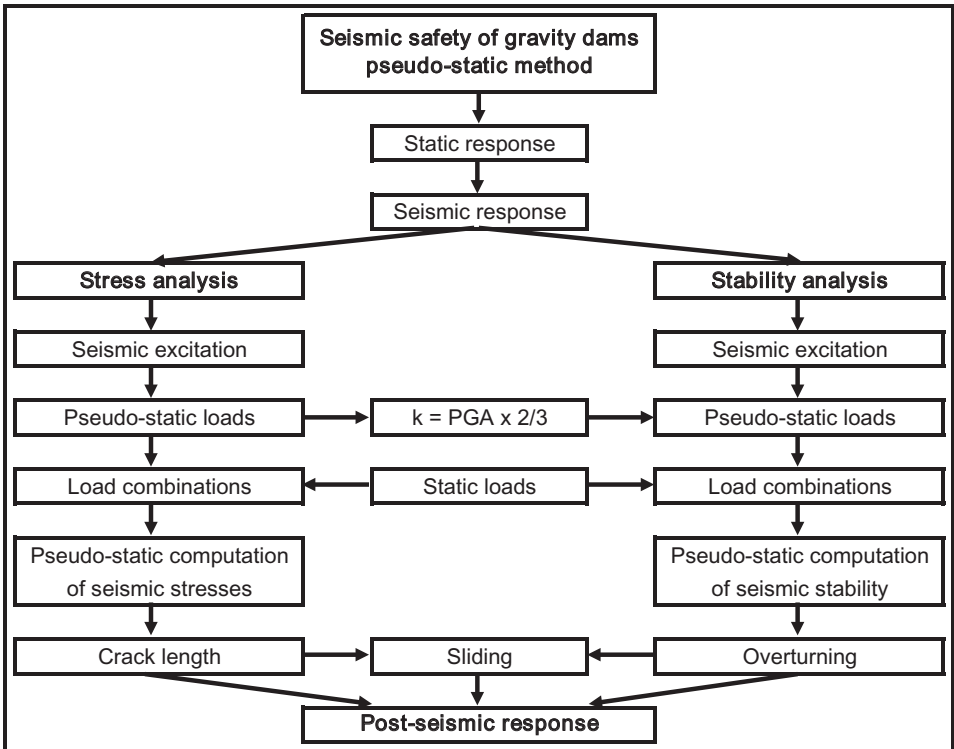 Seismic safety of gravity dams
pseudo-static method
Static response
Seismic response
Stress analysis
Stability analysis
Seismic excitation
Seismic excitation
Pseudo-static loads
k = PGA x 2/3
Pseudo-static loads
Load combinations
Static loads
Load combinations
Pseudo-static computation
of seismic stresses
Pseudo-static computation
of seismic stability
Crack length
Sliding
Overturning
Post-seismic response